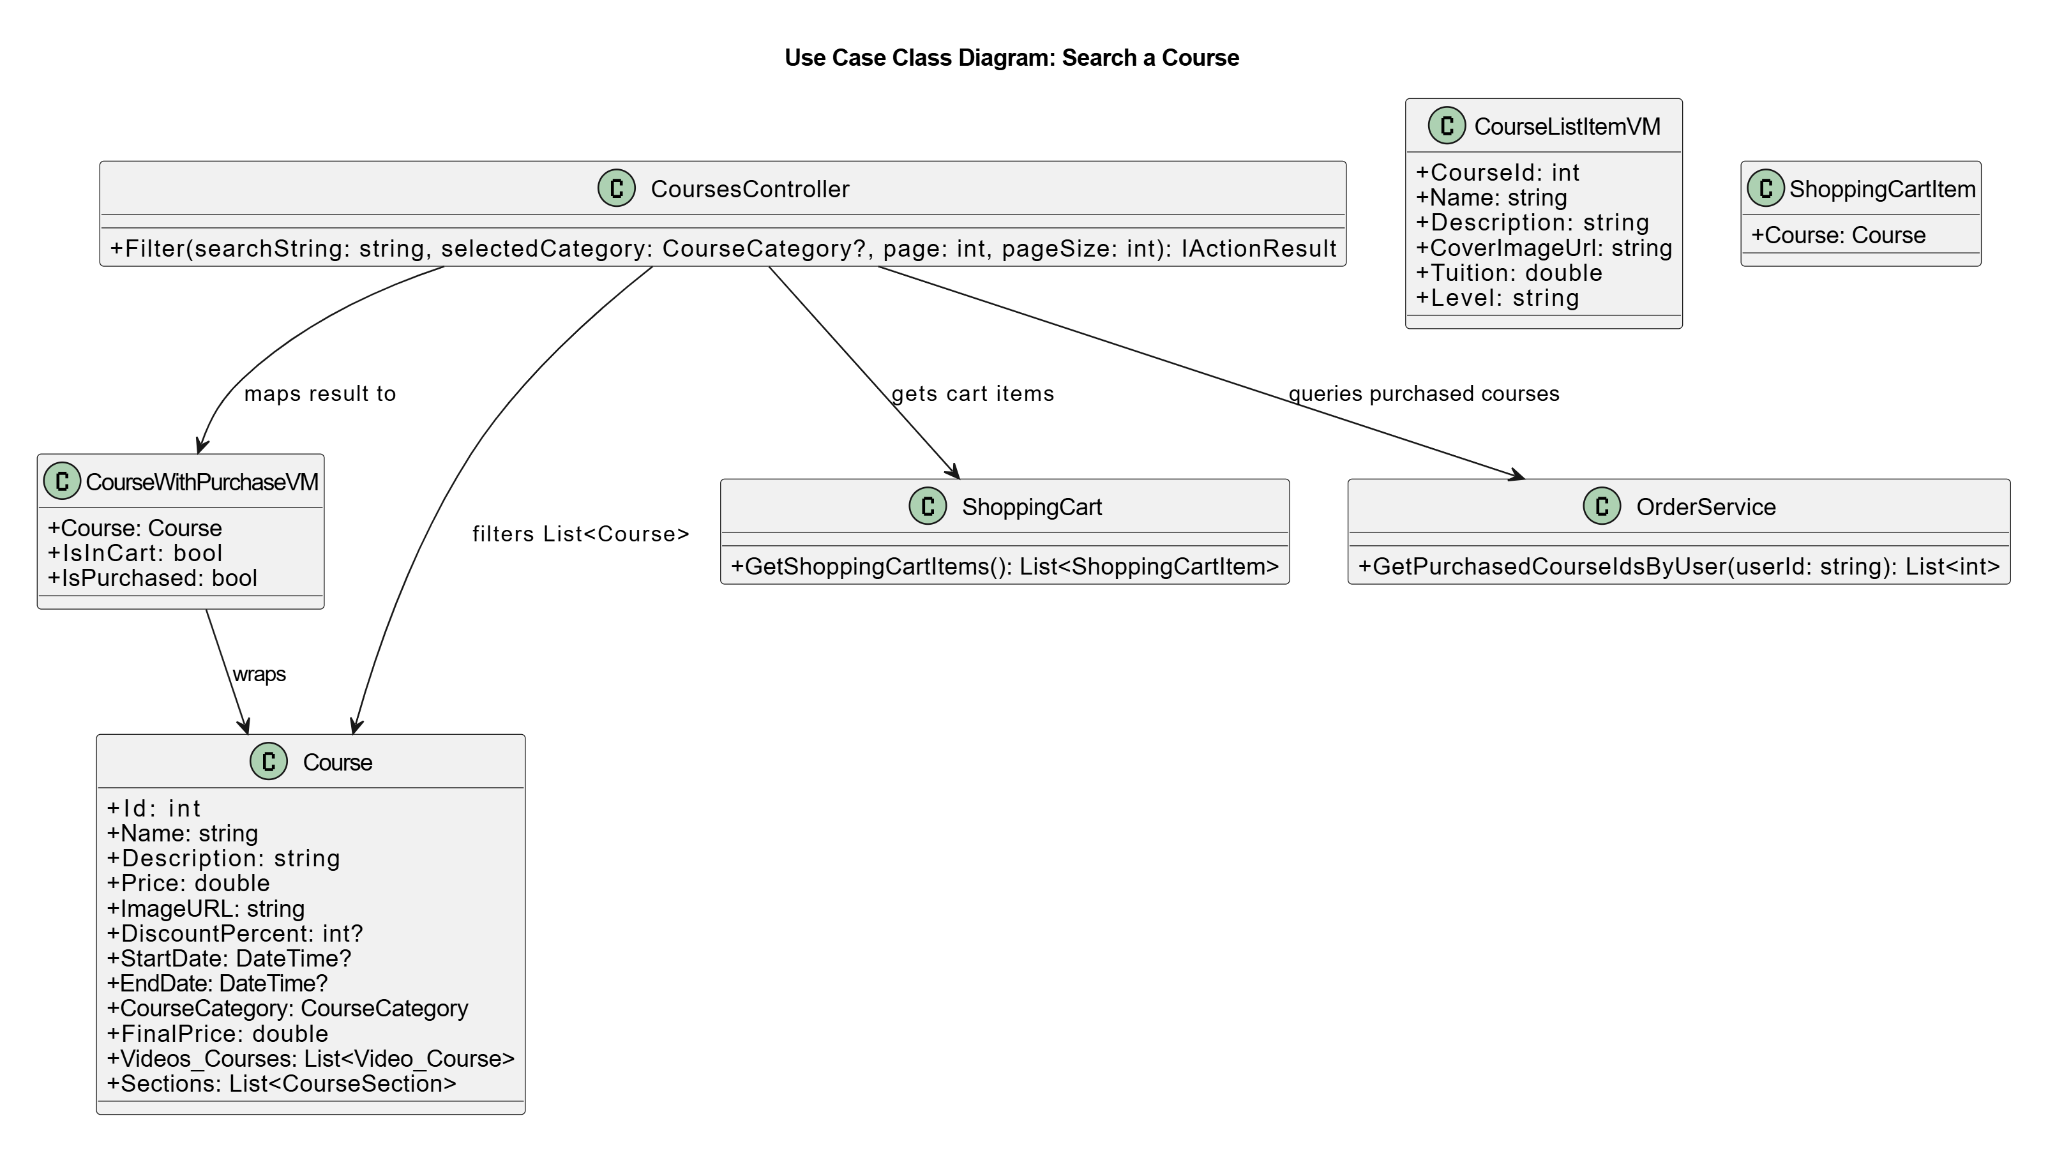 Use Case Class Diagram: Search a Course
C CoursesController
+Filter(searchString: string, selectedCategory: CourseCategory?, page: int, pageSize: int): IActionResult
C CourseListItemVM
+CourseId: int
+Name: string
+Description: string
+CoverImageUrl: string
+Tuition: double
+Level: string
C ShoppingCartItem
+Course: Course
maps result to
gets cart items
queries purchased courses
C CourseWithPurchaseVM
+Course: Course
+IsInCart: bool
+IsPurchased: bool
filters List<Course>
C ShoppingCart
+GetShoppingCartItems(): List<ShoppingCartItem>
C OrderService
+GetPurchasedCourseIdsByUser(userId: string): List<int>
wraps
C Course
+Id: int
+Name: string
+Description: string
+Price: double
+ImageURL: string
+DiscountPercent: int?
+StartDate: DateTime?
+EndDate: DateTime?
+CourseCategory: CourseCategory
+FinalPrice: double
+Videos_Courses: List<Video_Course>
+Sections: List<CourseSection>